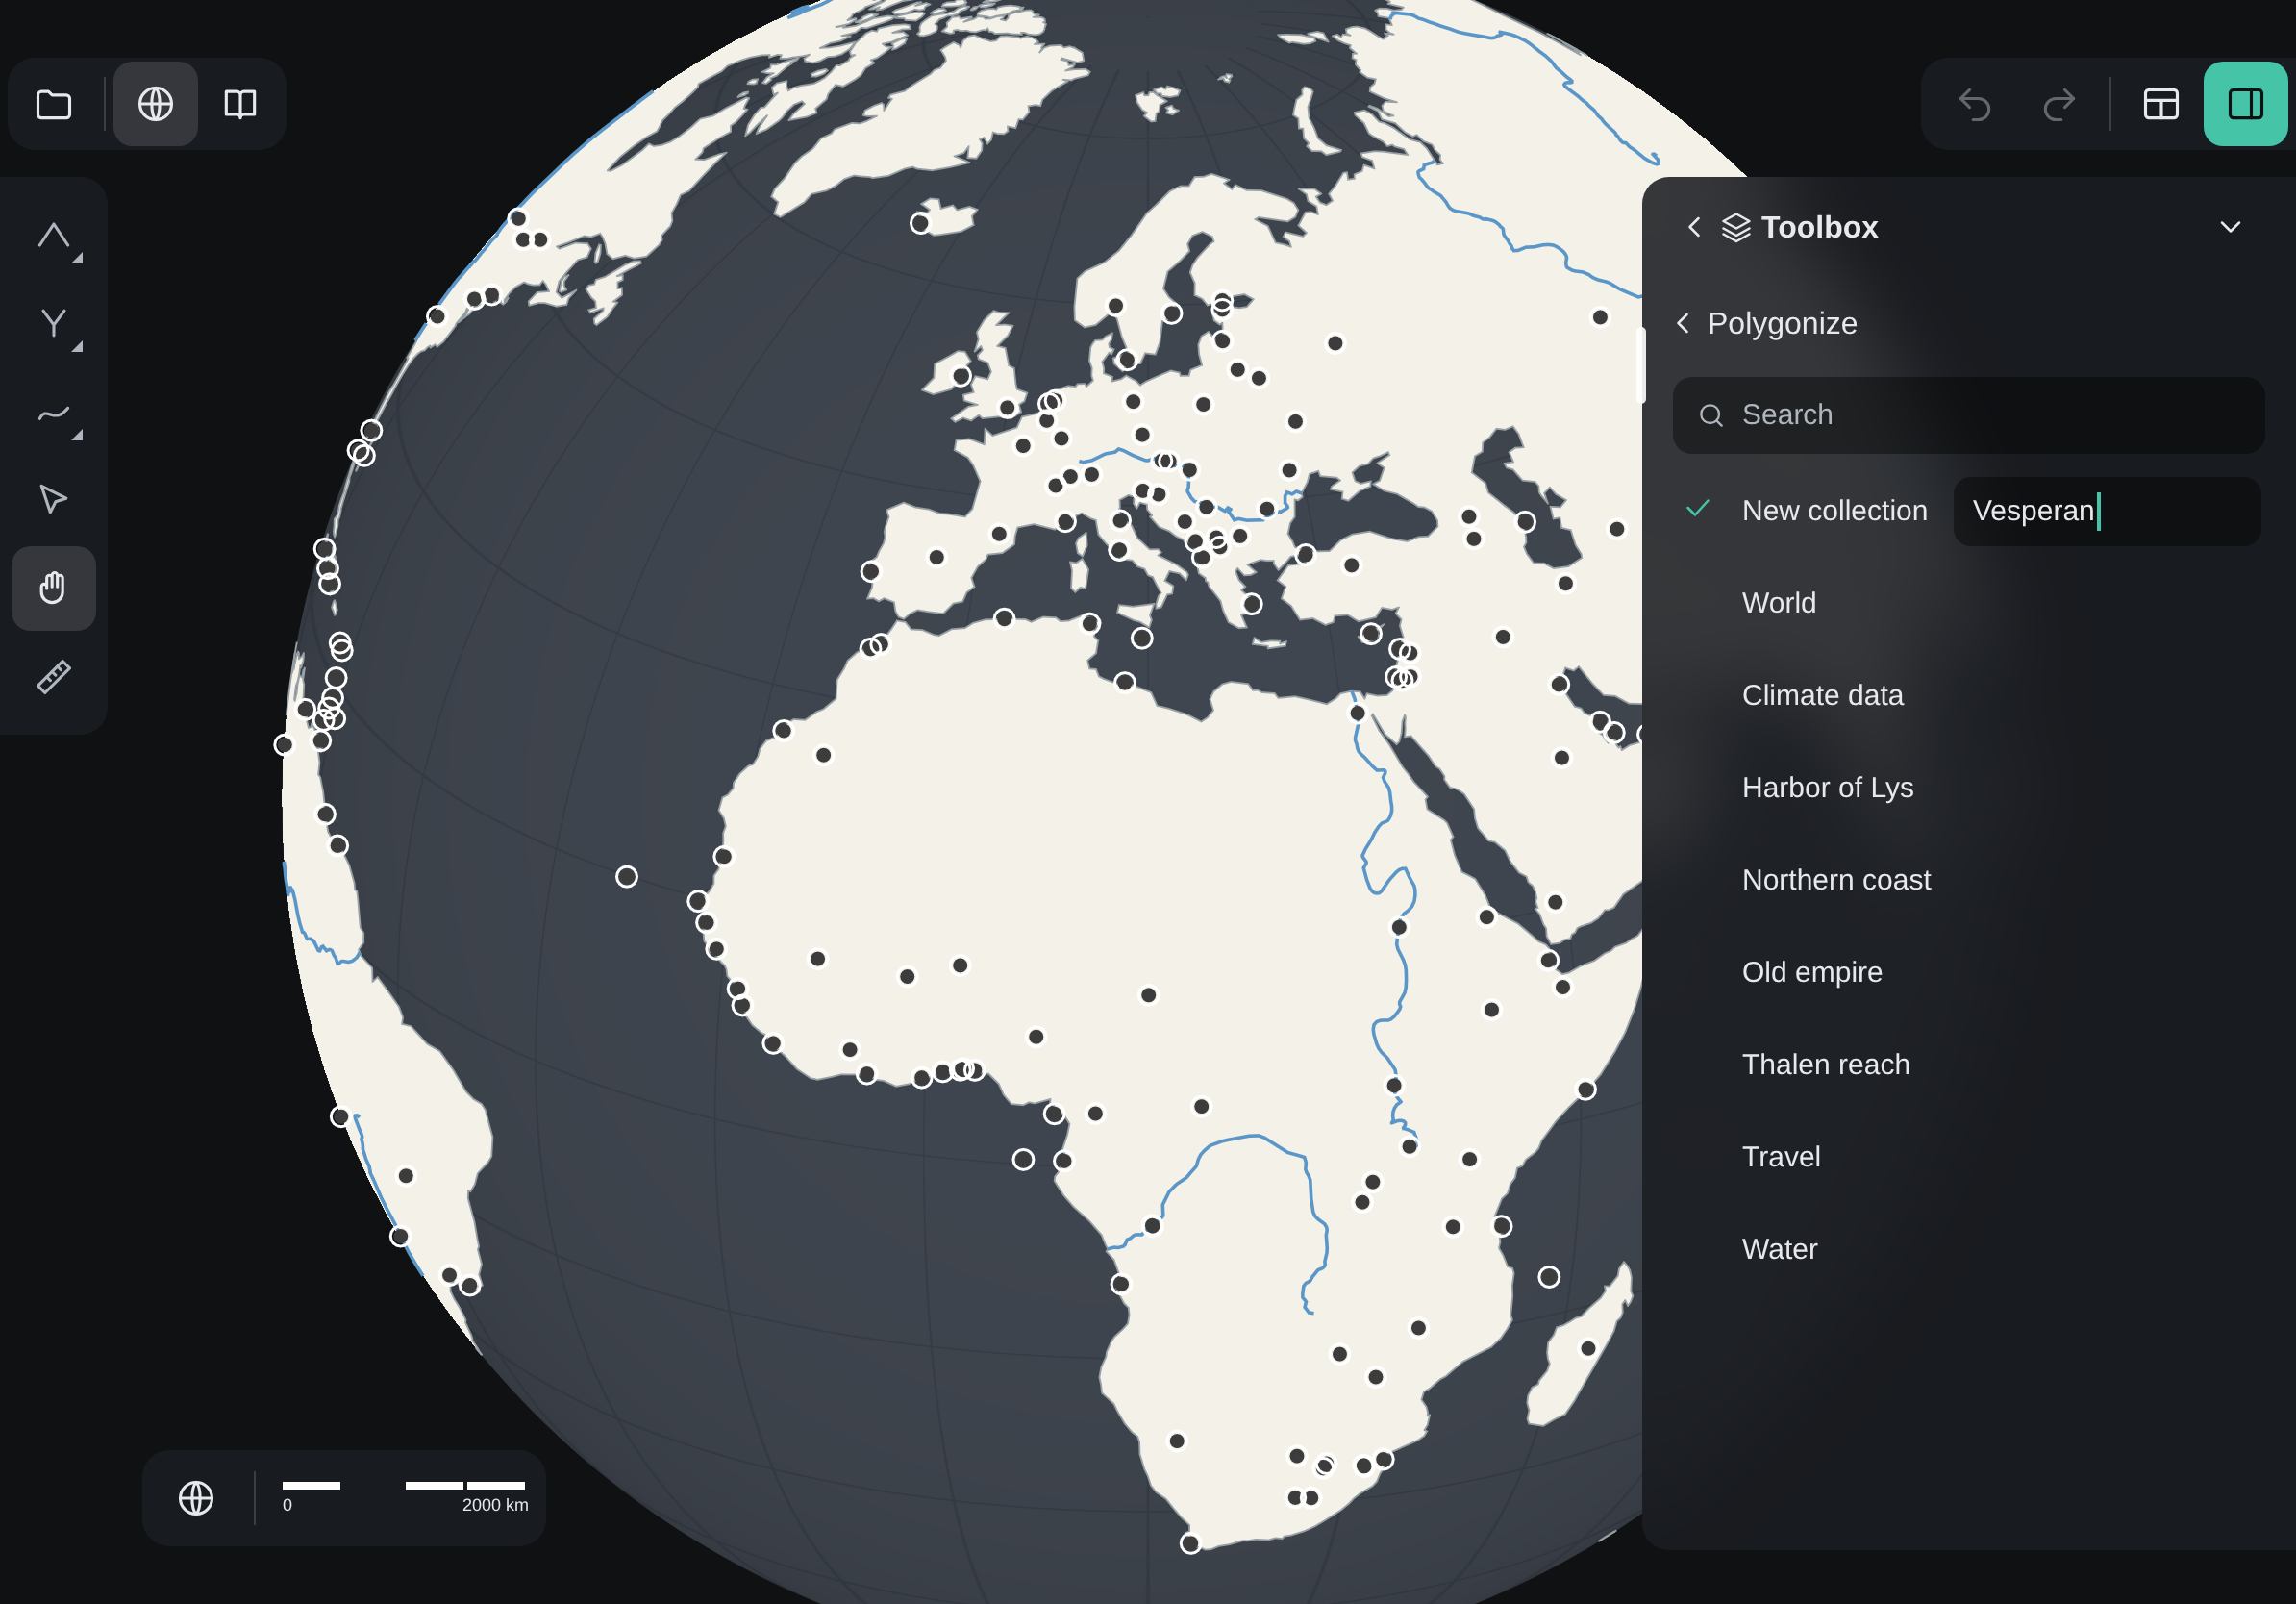 Toolbox
Polygonize
Search
New collection Vesperan
World
Climate data
Harbor of Lys
Northern coast
Old empire
Thalen reach
Travel
Water
0 2000 km